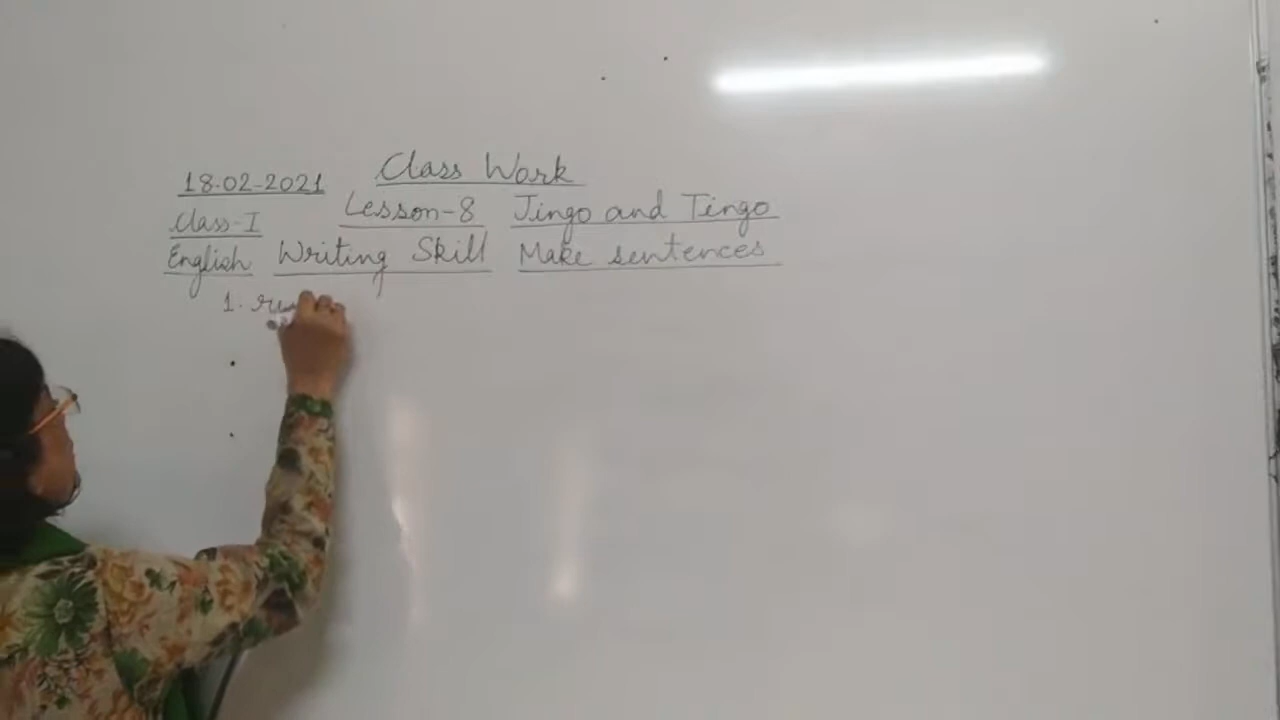 Class Work
18.02-2021
Lesson-8 Jingo and Tingo
Class-I
English Writing Skill Make sentences
1.